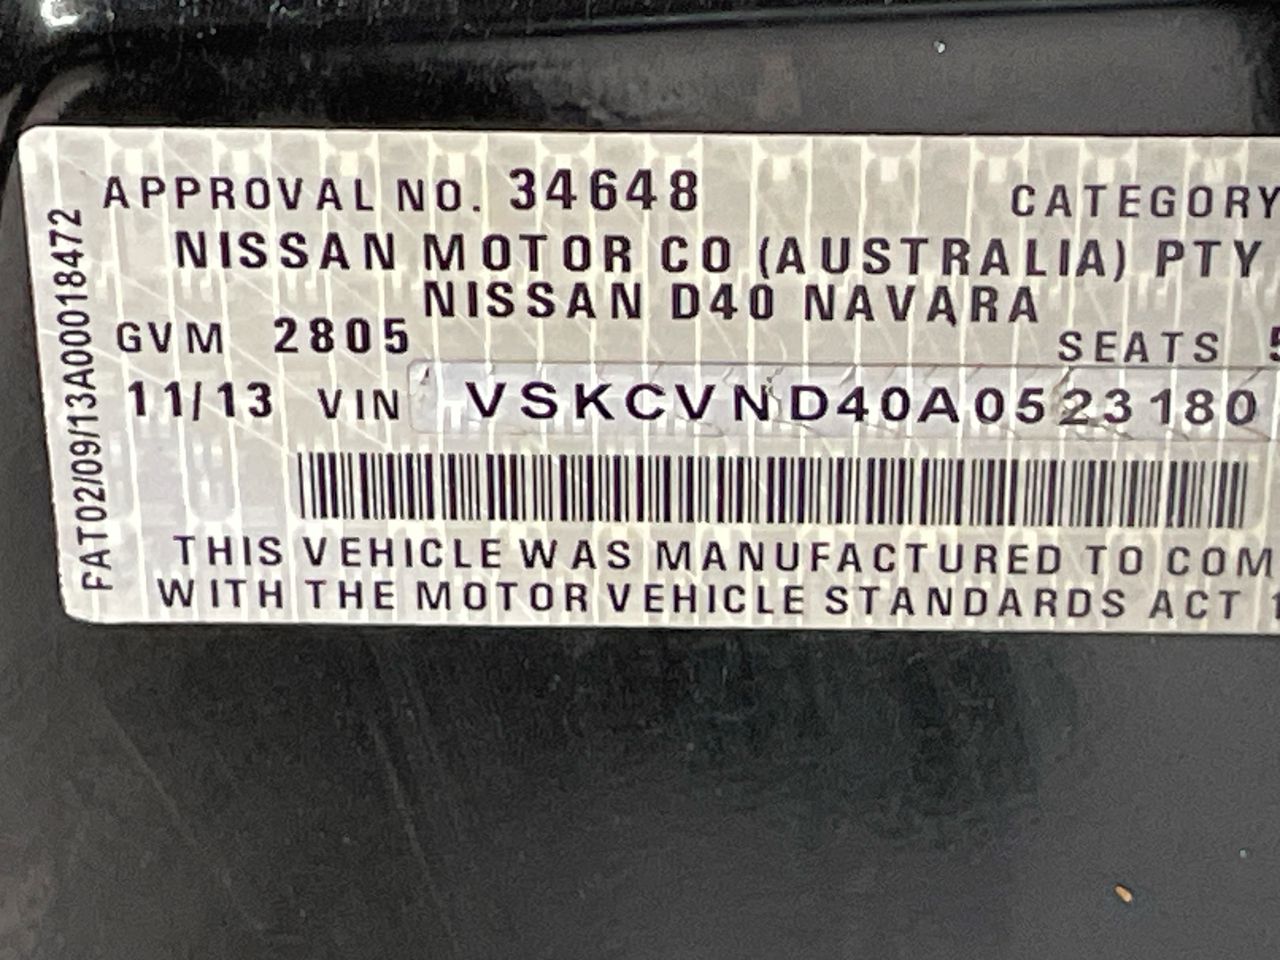 APPROVAL NO. 34648 CATEGORY
NISSAN MOTOR CO (AUSTRALIA) PTY
NISSAN D40 NAVARA
GVM 2805 SEATS 5
11/13 VIN VSKCVND40A0523180
THIS VEHICLE WAS MANUFACTURED TO COM
WITH THE MOTOR VEHICLE STANDARDS ACT 1
FAT02/09/13A00018472